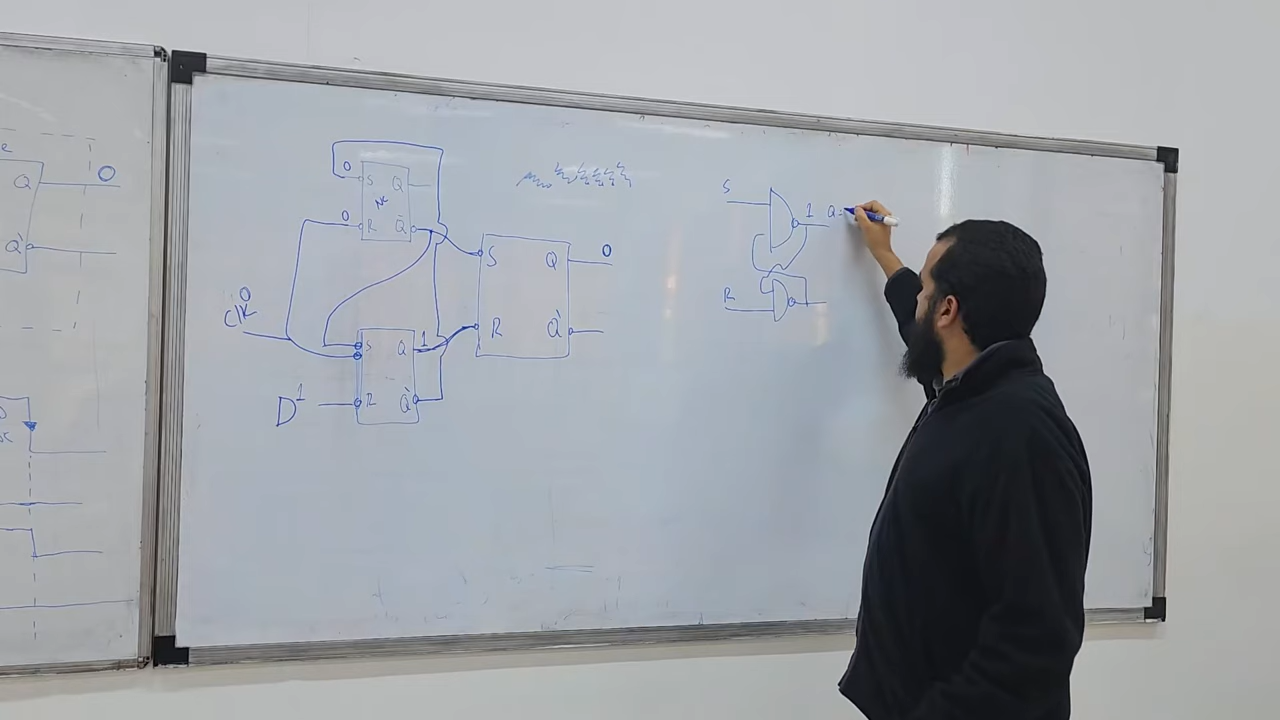 Q 0
Q'
0 S Q
NC
0 R Q'
clk 0
S Q 1
D 1 R Q'
S Q 0
R Q'
S
1 Q=
R